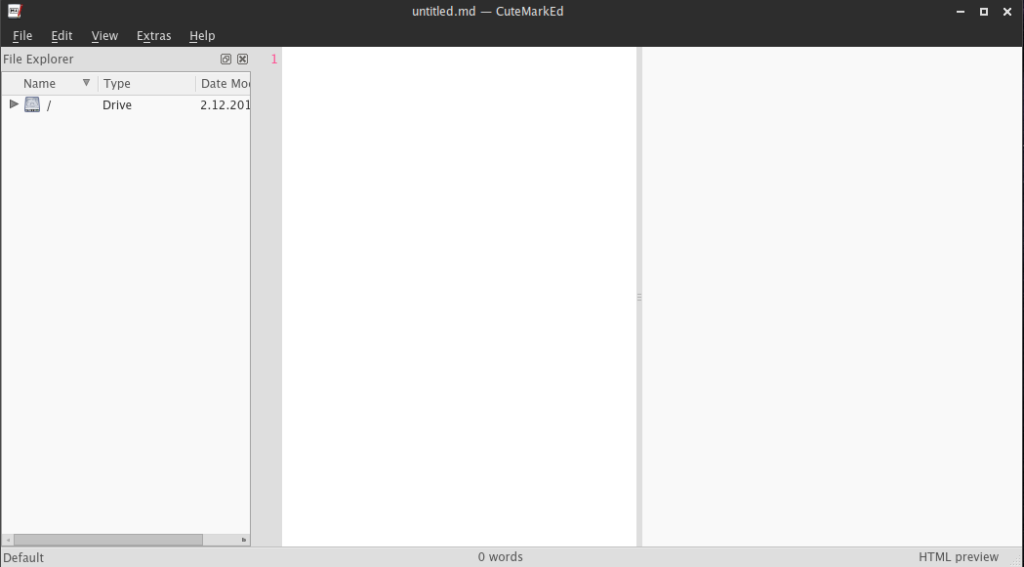 untitled.md — CuteMarkEd
File Edit View Extras Help
File Explorer
1
Name Type Date Mo
/ Drive 2.12.201
Default 0 words HTML preview